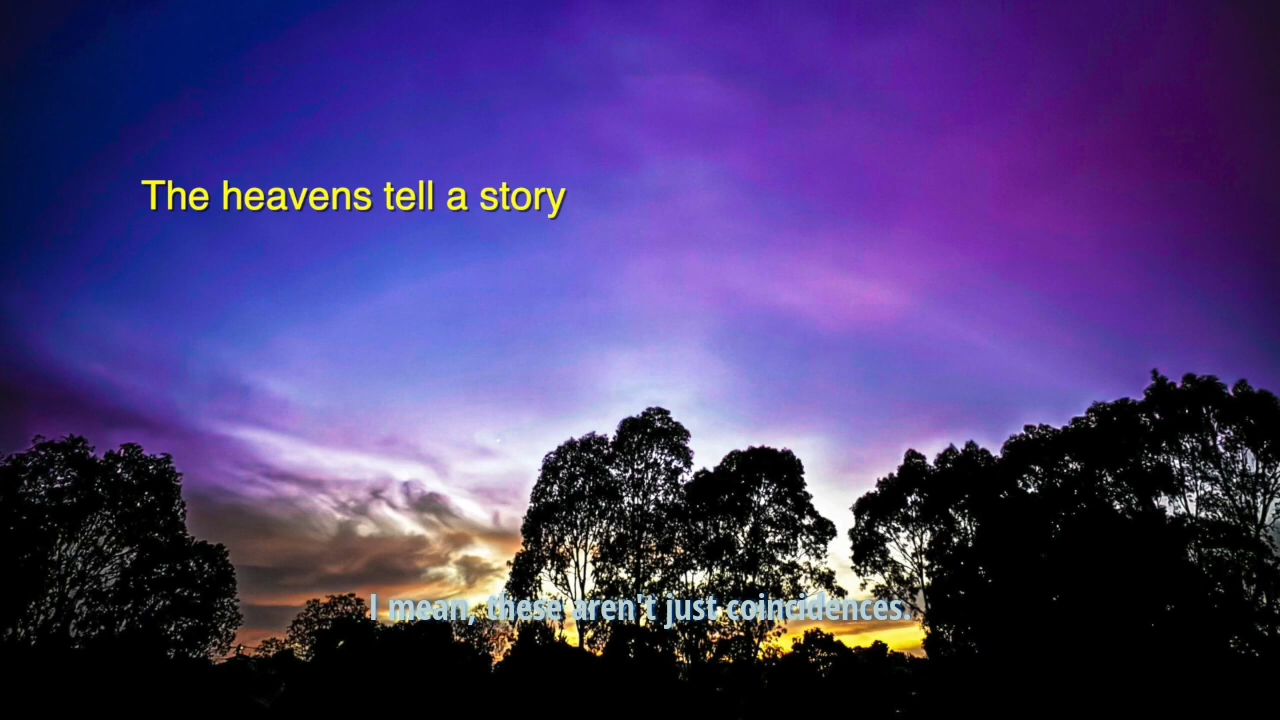 The heavens tell a story
I mean, these aren't just coincidences.